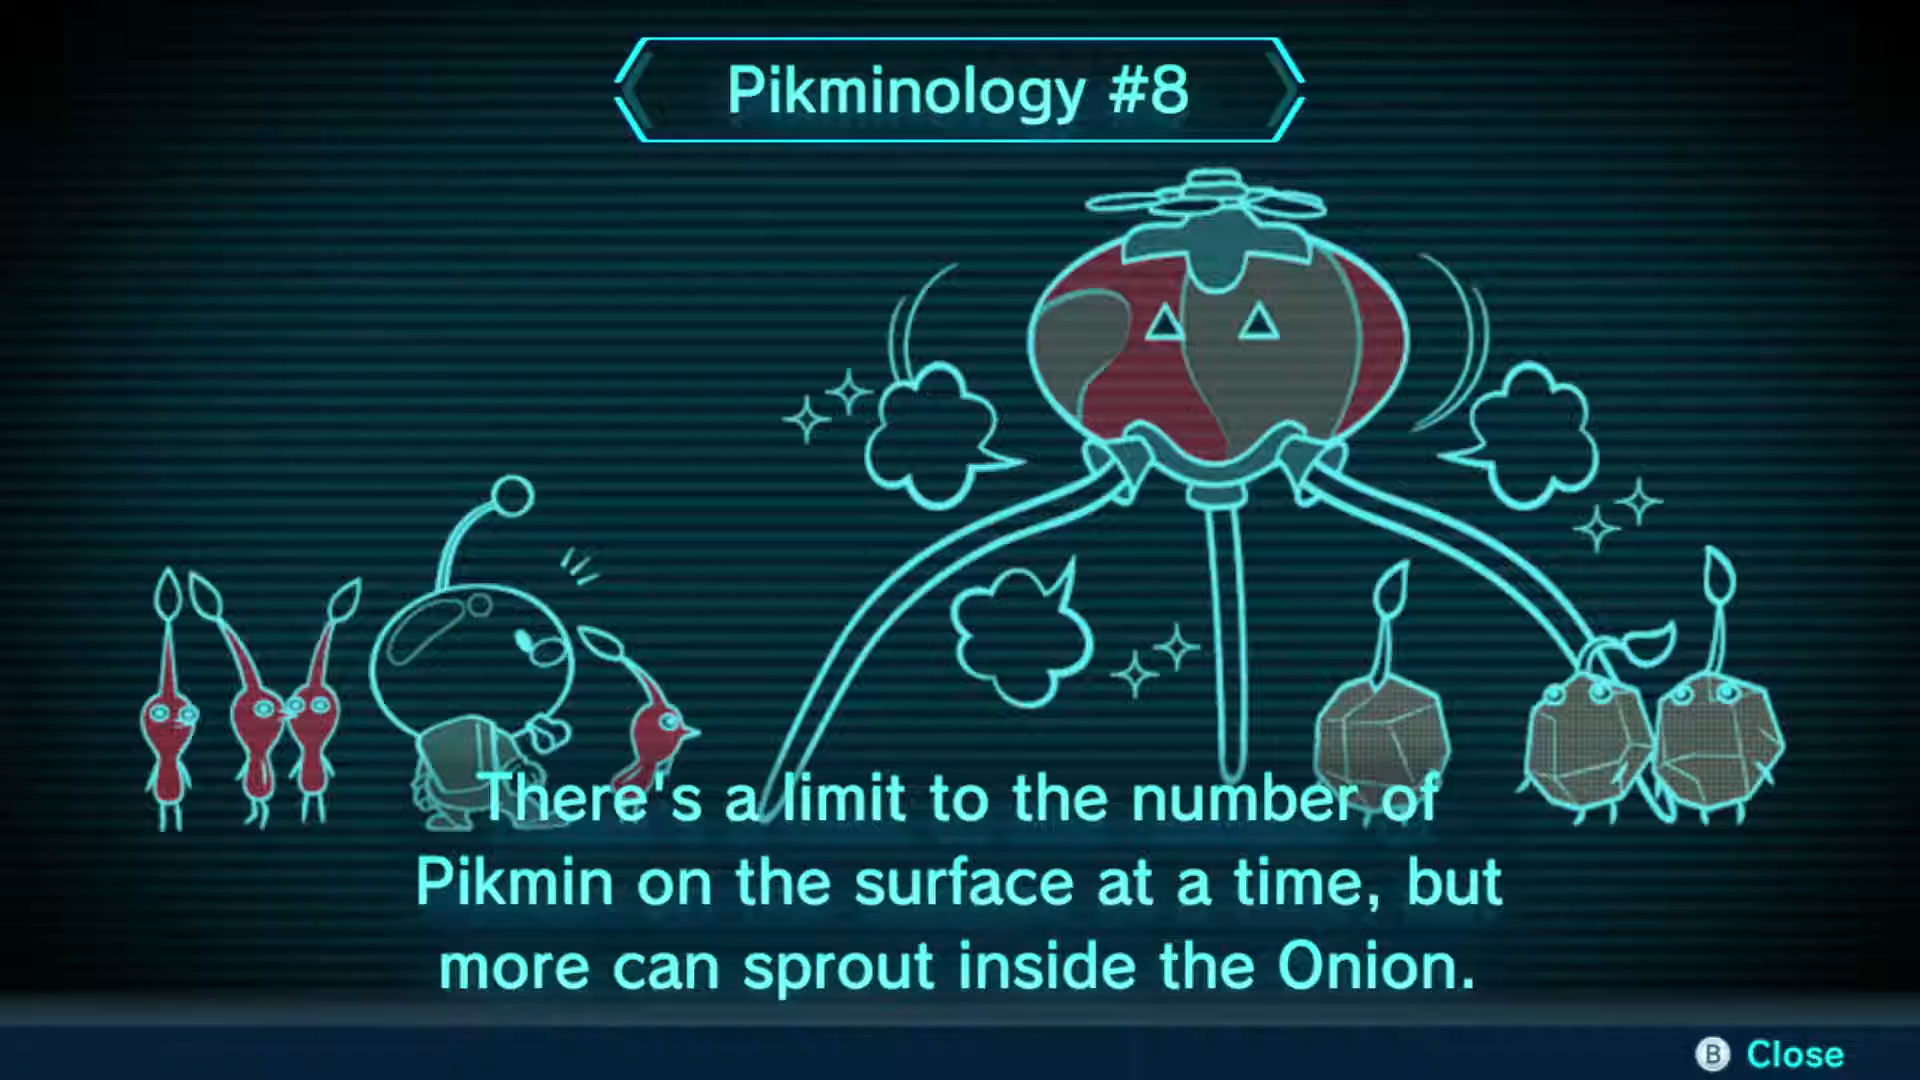 Pikminology #8
There's a limit to the number of
Pikmin on the surface at a time, but
more can sprout inside the Onion.
B Close